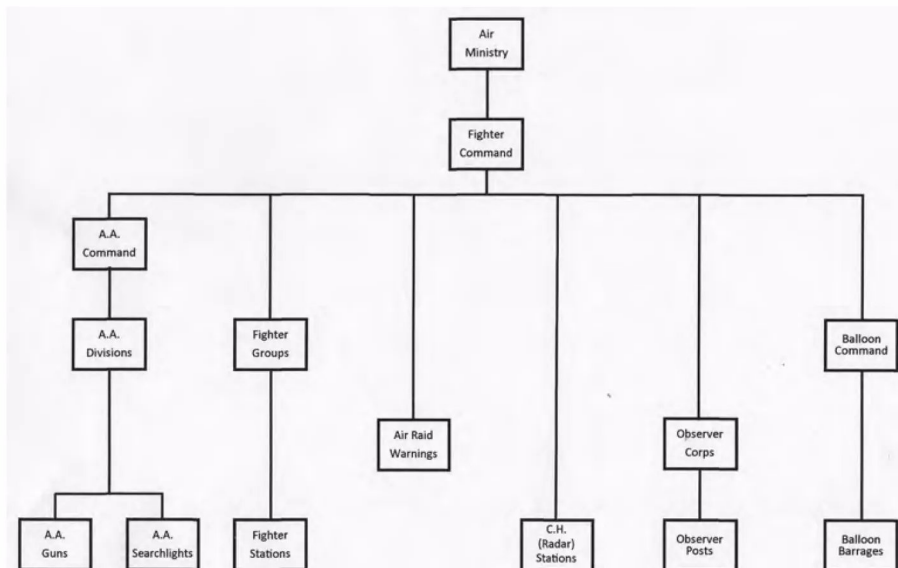 Air
Ministry
Fighter
Command
A.A.
Command
A.A.
Divisions
Fighter
Groups
Balloon
Command
Air Raid
Warnings
Observer
Corps
A.A.
Guns
A.A.
Searchlights
Fighter
Stations
C.H.
(Radar)
Stations
Observer
Posts
Balloon
Barrages